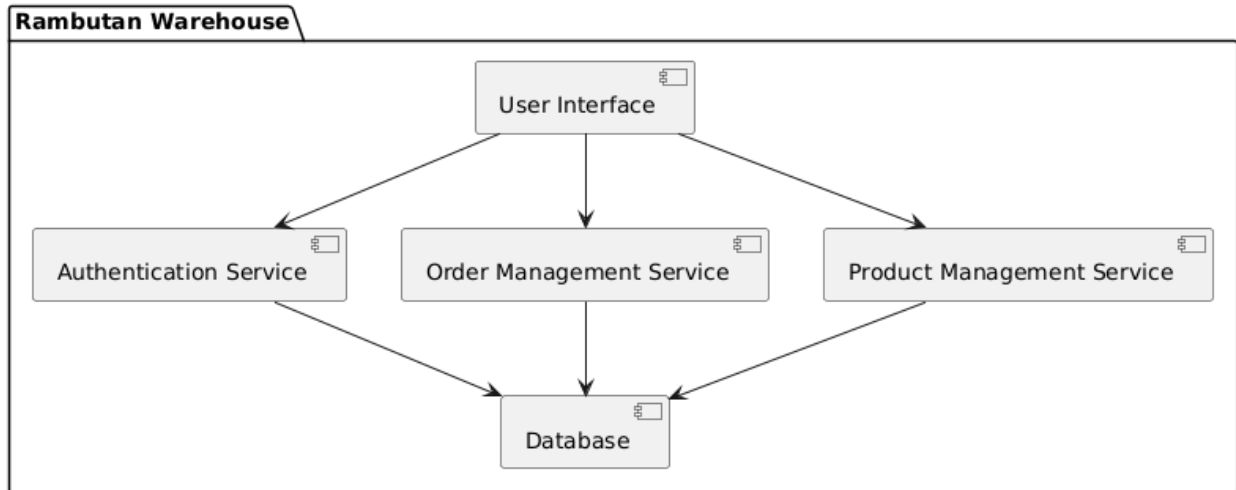 Rambutan Warehouse
User Interface
Authentication Service
Order Management Service
Product Management Service
Database